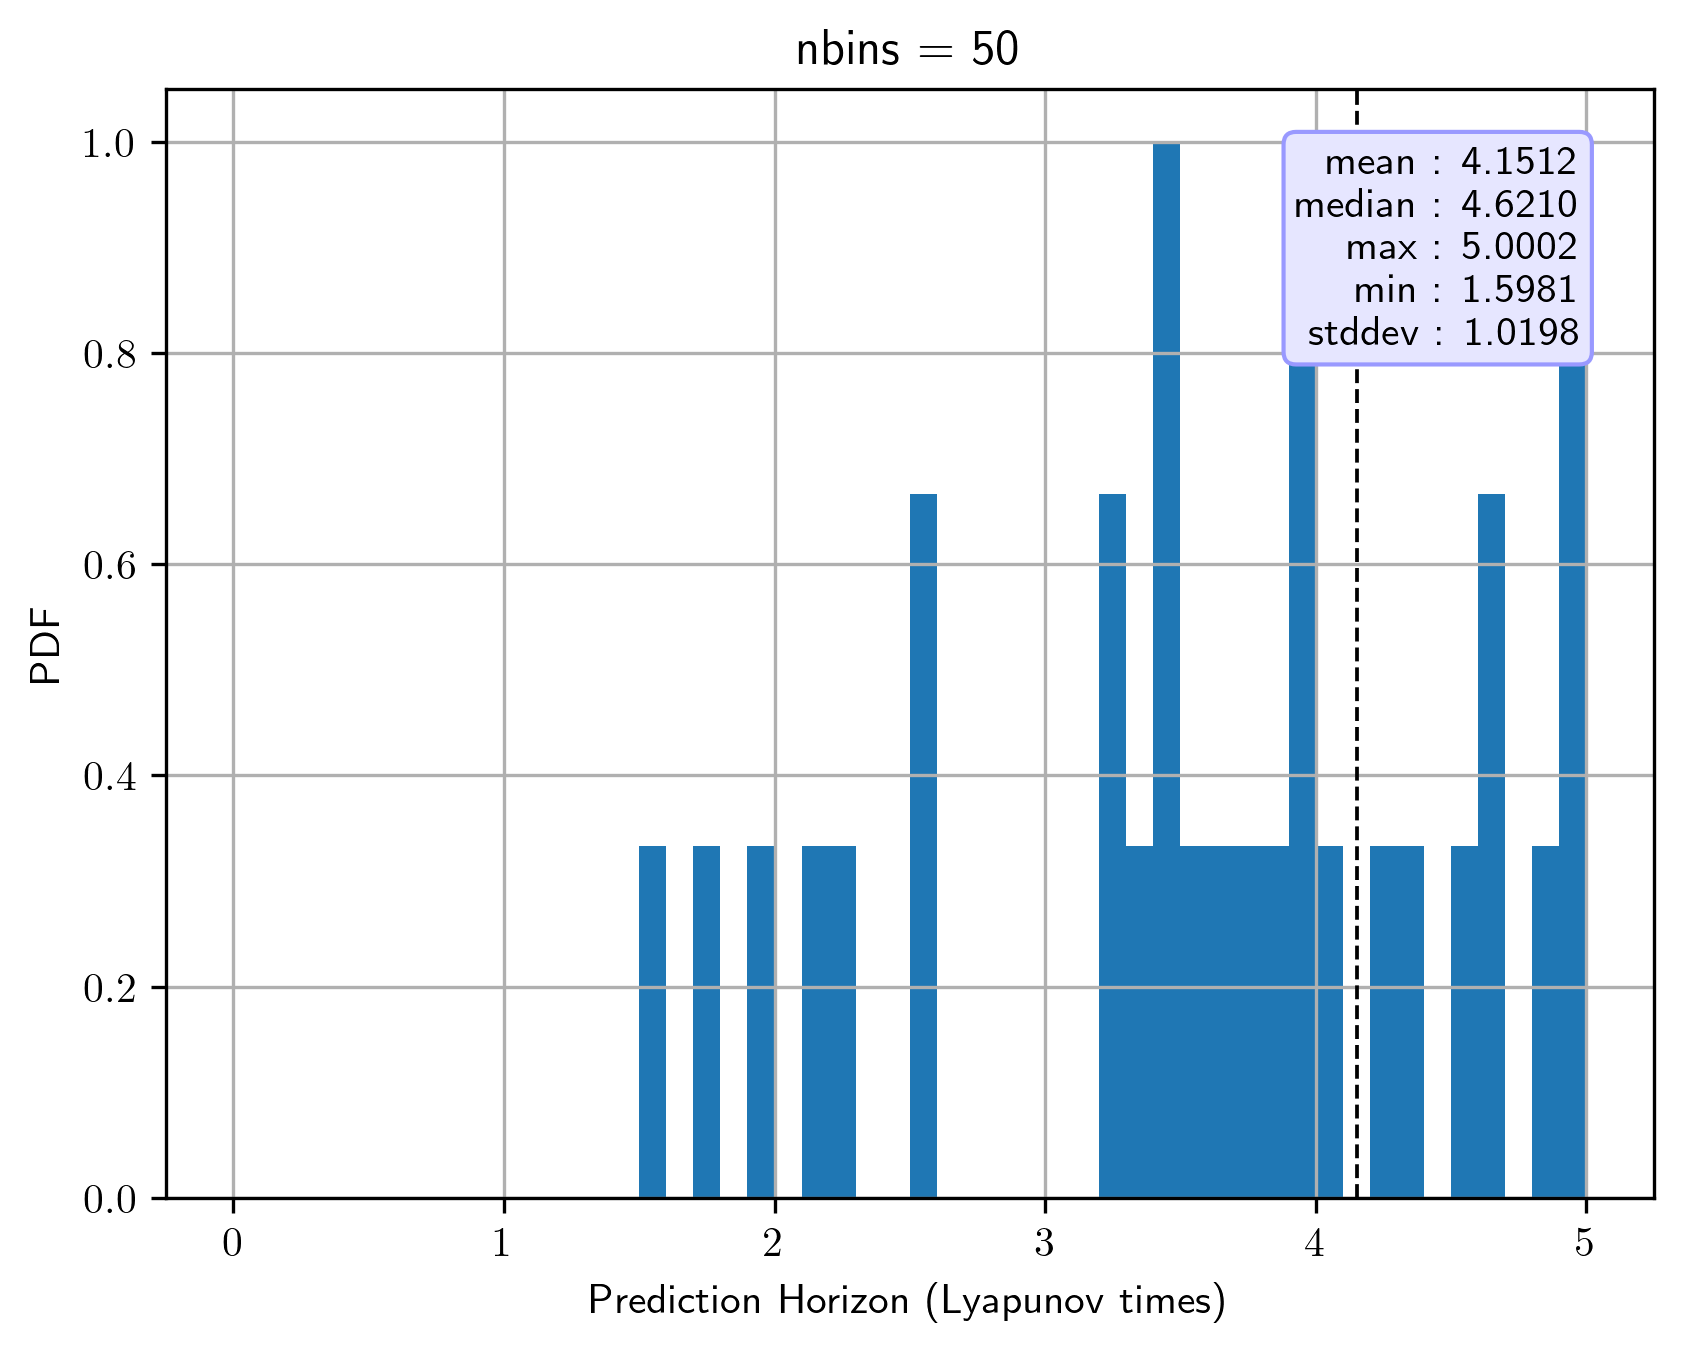 nbins = 50
mean : 4.1512
median : 4.6210
max : 5.0002
min : 1.5981
stddev : 1.0198
PDF
1.0
0.8
0.6
0.4
0.2
0.0
0 1 2 3 4 5
Prediction Horizon (Lyapunov times)